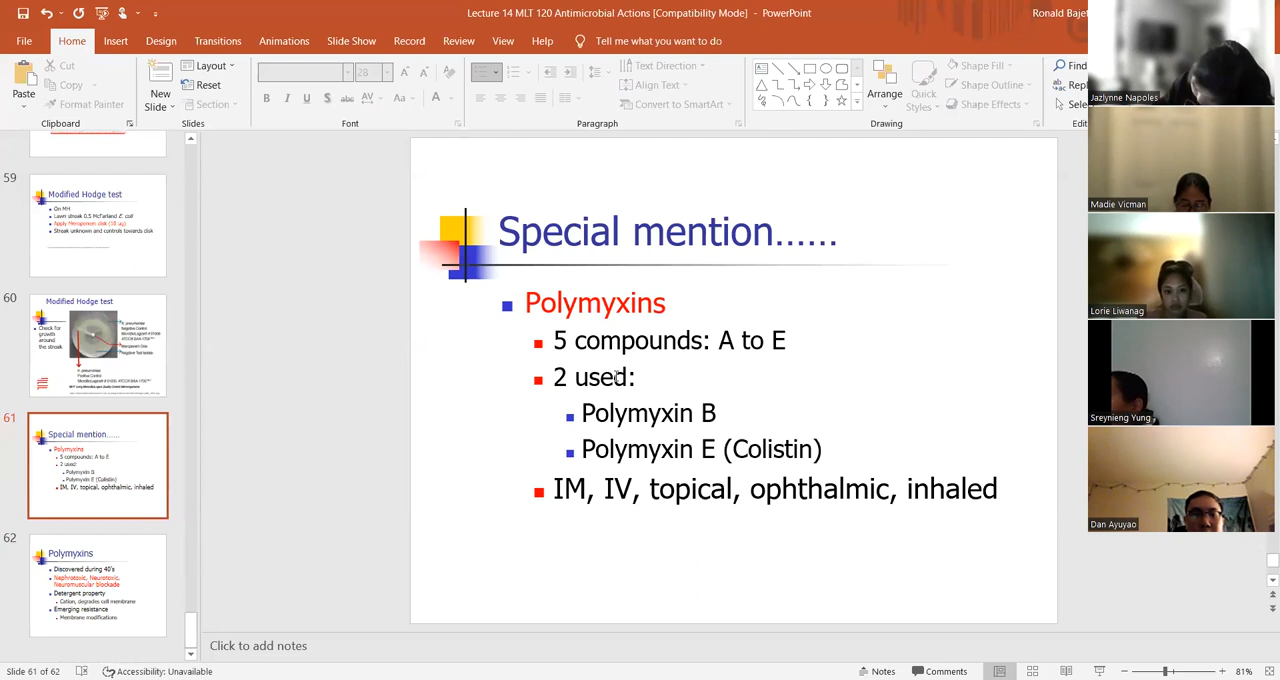 Lecture 14 MLT 120 Antimicrobial Actions [Compatibility Mode] - PowerPoint
Ronald Bajet
File Home Insert Design Transitions Animations Slide Show Record Review View Help Tell me what you want to do
Paste
Cut
Copy
Format Painter
Clipboard
New
Slide
Layout
Reset
Section
Slides
28
B I U S abc AV Aa A
Font
Text Direction
Align Text
Convert to SmartArt
Paragraph
Arrange
Quick
Styles
Shape Fill
Shape Outline
Shape Effects
Drawing
Find
Repl
Sele
Edit
59
Modified Hodge test
On MH
Lawn streak 0.5 McFarland E. coli
Apply Meropenem disk (10 ug)
Streak unknown and controls towards disk
60
Modified Hodge test
Check for
growth
around
the streak
61
Special mention......
Polymyxins
5 compounds: A to E
2 used:
Polymyxin B
Polymyxin E (Colistin)
IM, IV, topical, ophthalmic, inhaled
62
Polymyxins
Discovered during 40's
Nephrotoxic, Neurotoxic,
Neuromuscular blockade
Detergent property
Cation, degrades cell membrane
Emerging resistance
Membrane modifications
Special mention......
Polymyxins
5 compounds: A to E
2 used:
Polymyxin B
Polymyxin E (Colistin)
IM, IV, topical, ophthalmic, inhaled
Click to add notes
Jazlynne Napoles
Madie Vicman
Lorie Liwanag
Sreynieng Yung
Dan Ayuyao
Slide 61 of 62
Accessibility: Unavailable
Notes
Comments
81%